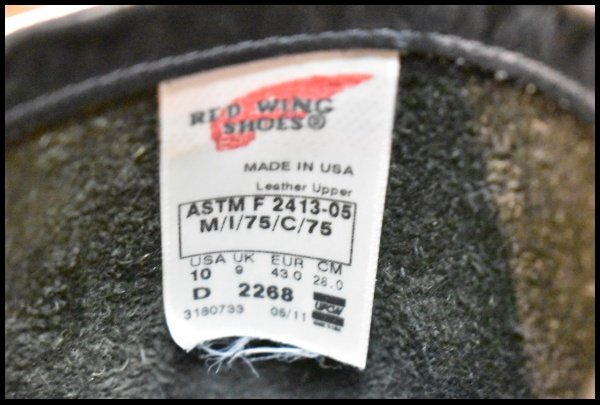 RED WING
SHOES®
MADE IN USA
Leather Upper
ASTM F 2413-05
M/I/75/C/75
USA UK EUR CM
10 9 43.0 28.0
D 2268
3180733 05/11